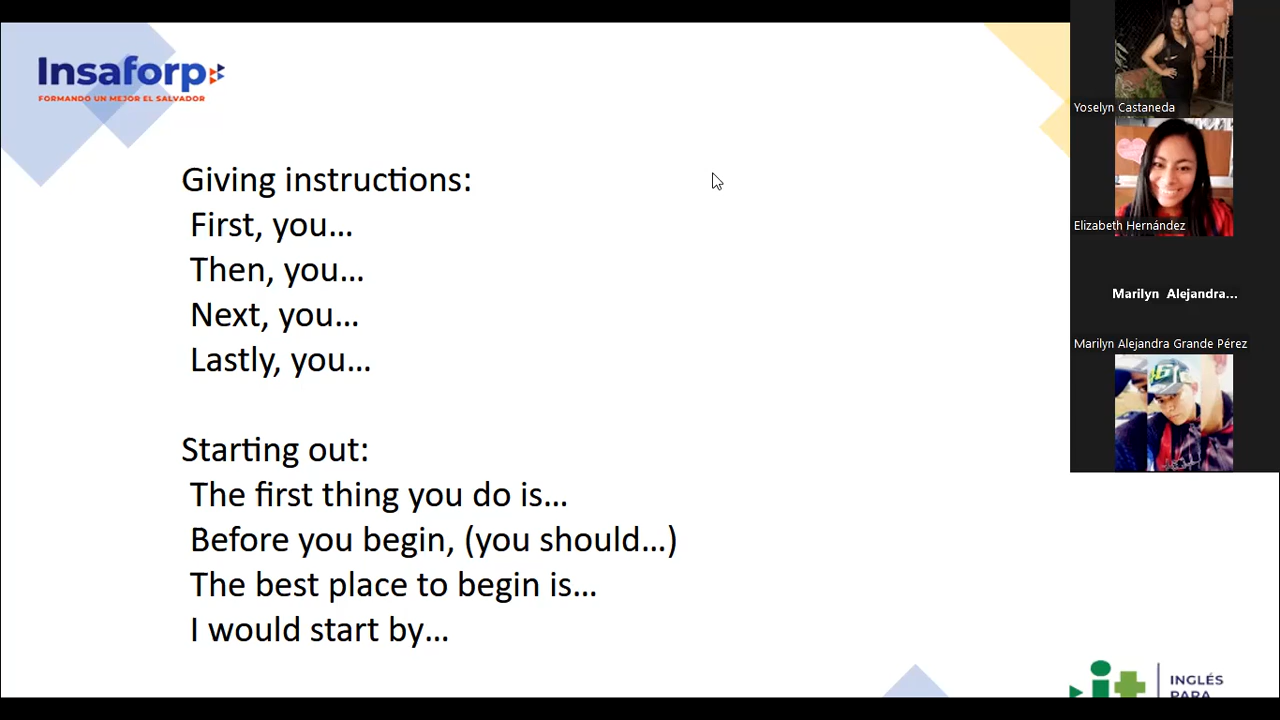 Insaforp
FORMANDO UN MEJOR EL SALVADOR
Giving instructions:
First, you...
Then, you...
Next, you...
Lastly, you...
Starting out:
The first thing you do is...
Before you begin, (you should...)
The best place to begin is...
I would start by...
Yoselyn Castaneda
Elizabeth Hernández
Marilyn Alejandra...
Marilyn Alejandra Grande Pérez
it+
INGLÉS
PARA